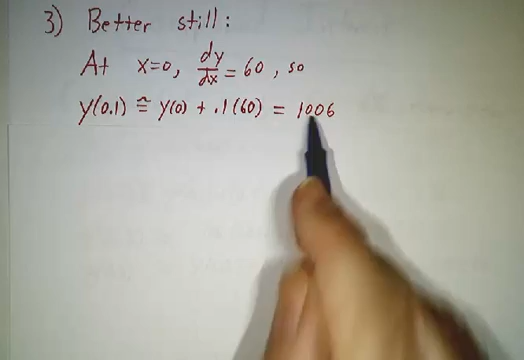 3) Better still:
At x=0, dy/dx = 60, so
y(0.1) ≅ y(0) + .1(60) = 1006